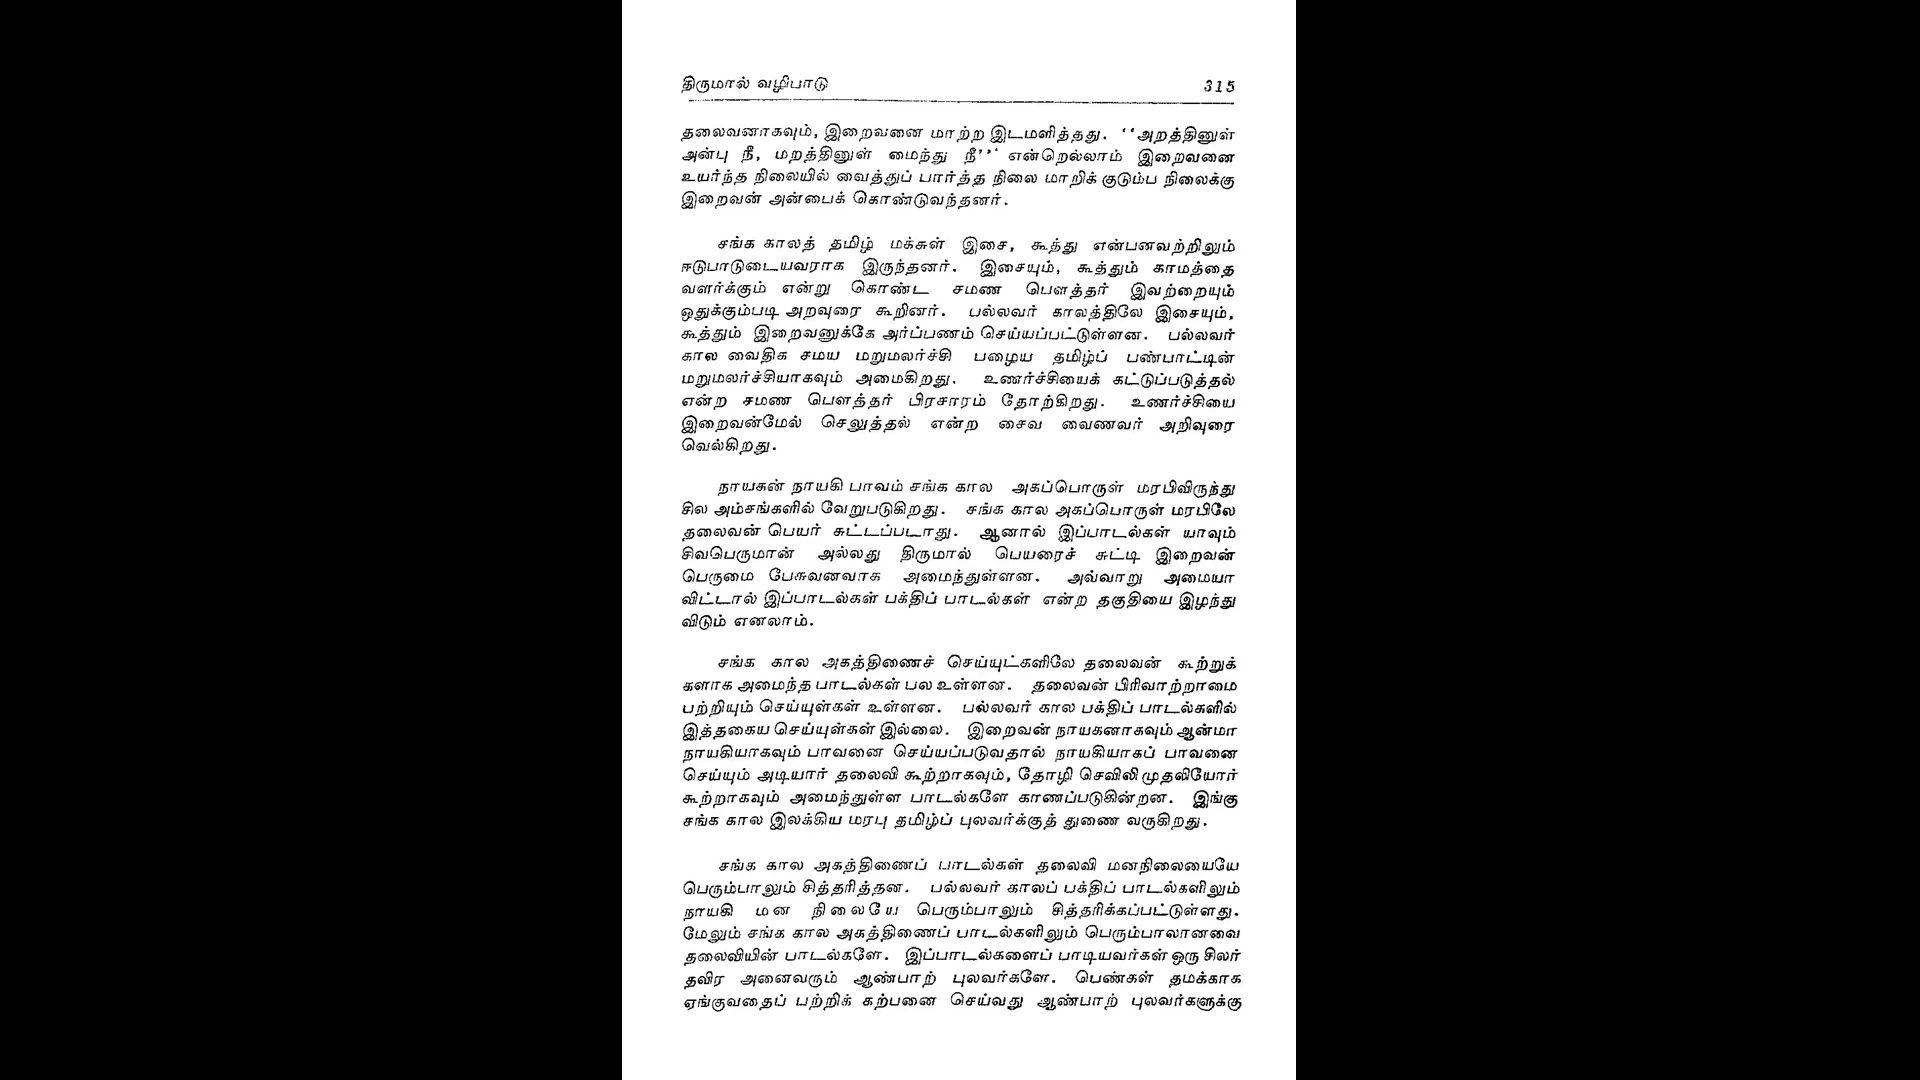 திருமால் வழிபாடு 315
தலைவனாகவும், இறைவனை மாற்ற இடமளித்தது. ‘‘அறத்தினுள்
அன்பு நீ, மறத்தினுள் மைந்து நீ’’ என்றெல்லாம் இறைவனை
உயர்ந்த நிலையில் வைத்துப் பார்த்த நிலை மாறிக் குடும்ப நிலைக்கு
இறைவன் அன்பைக் கொண்டுவந்தனர்.
சங்க காலத் தமிழ் மக்கள் இசை, கூத்து என்பனவற்றிலும்
ஈடுபாடுடையவராக இருந்தனர். இசையும், கூத்தும் காமத்தை
வளர்க்கும் என்று கொண்ட சமண பௌத்தர் இவற்றையும்
ஒதுக்கும்படி அறவுரை கூறினர். பல்லவர் காலத்திலே இசையும்,
கூத்தும் இறைவனுக்கே அர்ப்பணம் செய்யப்பட்டுள்ளன. பல்லவர்
கால வைதிக சமய மறுமலர்ச்சி பழைய தமிழ்ப் பண்பாட்டின்
மறுமலர்ச்சியாகவும் அமைகிறது. உணர்ச்சியைக் கட்டுப்படுத்தல்
என்ற சமண பௌத்தர் பிரசாரம் தோற்கிறது. உணர்ச்சியை
இறைவன்மேல் செலுத்தல் என்ற சைவ வைணவர் அறிவுரை
வெல்கிறது.
நாயகன் நாயகி பாவம் சங்க கால அகப்பொருள் மரபிலிருந்து
சில அம்சங்களில் வேறுபடுகிறது. சங்க கால அகப்பொருள் மரபிலே
தலைவன் பெயர் சுட்டப்படாது. ஆனால் இப்பாடல்கள் யாவும்
சிவபெருமான் அல்லது திருமால் பெயரைச் சுட்டி இறைவன்
பெருமை பேசுவனவாக அமைந்துள்ளன. அவ்வாறு அமையா
விட்டால் இப்பாடல்கள் பக்திப் பாடல்கள் என்ற தகுதியை இழந்து
விடும் எனலாம்.
சங்க கால அகத்திணைச் செய்யுட்களிலே தலைவன் கூற்றுக்
களாக அமைந்த பாடல்கள் பல உள்ளன. தலைவன் பிரிவாற்றாமை
பற்றியும் செய்யுள்கள் உள்ளன. பல்லவர் கால பக்திப் பாடல்களில்
இத்தகைய செய்யுள்கள் இல்லை. இறைவன் நாயகனாகவும் ஆன்மா
நாயகியாகவும் பாவனை செய்யப்படுவதால் நாயகியாகப் பாவனை
செய்யும் அடியார் தலைவி கூற்றாகவும், தோழி செவிலி முதலியோர்
கூற்றாகவும் அமைந்துள்ள பாடல்களே காணப்படுகின்றன. இங்கு
சங்க கால இலக்கிய மரபு தமிழ்ப் புலவர்க்குத் துணை வருகிறது.
சங்க கால அகத்திணைப் பாடல்கள் தலைவி மனநிலையையே
பெரும்பாலும் சித்தரித்தன. பல்லவர் காலப் பக்திப் பாடல்களிலும்
நாயகி மன நிலையே பெரும்பாலும் சித்தரிக்கப்பட்டுள்ளது.
மேலும் சங்க கால அகத்திணைப் பாடல்களிலும் பெரும்பாலானவை
தலைவியின் பாடல்களே. இப்பாடல்களைப் பாடியவர்கள் ஒரு சிலர்
தவிர அனைவரும் ஆண்பாற் புலவர்களே. பெண்கள் தமக்காக
ஏங்குவதைப் பற்றிக் கற்பனை செய்வது ஆண்பாற் புலவர்களுக்கு